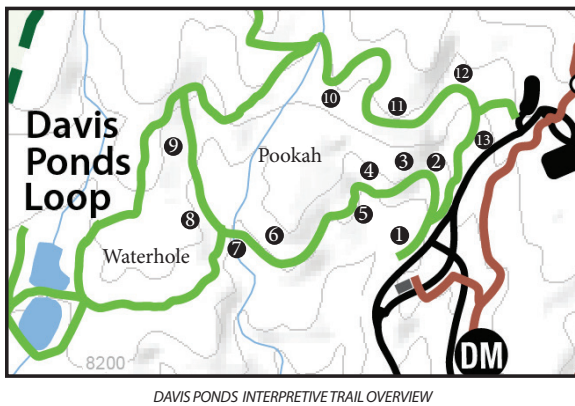 12
10
11
13
Davis
Ponds
Loop
9
Pookah
4
3
2
5
8
7
6
1
Waterhole
8200
DM
DAVIS PONDS INTERPRETIVE TRAIL OVERVIEW